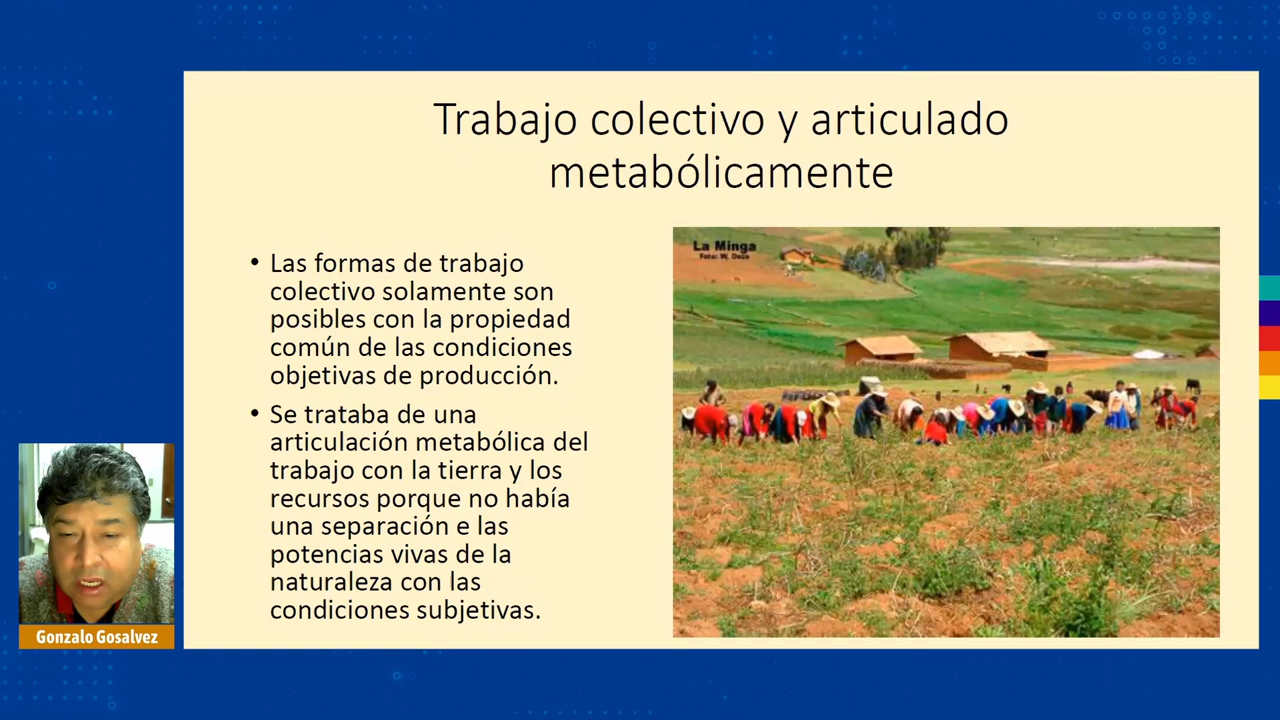 Trabajo colectivo y articulado
metabólicamente
• Las formas de trabajo
colectivo solamente son
posibles con la propiedad
común de las condiciones
objetivas de producción.
• Se trataba de una
articulación metabólica del
trabajo con la tierra y los
recursos porque no había
una separación e las
potencias vivas de la
naturaleza con las
condiciones subjetivas.
La Minga
Foto: W. Daza
Gonzalo Gosalvez